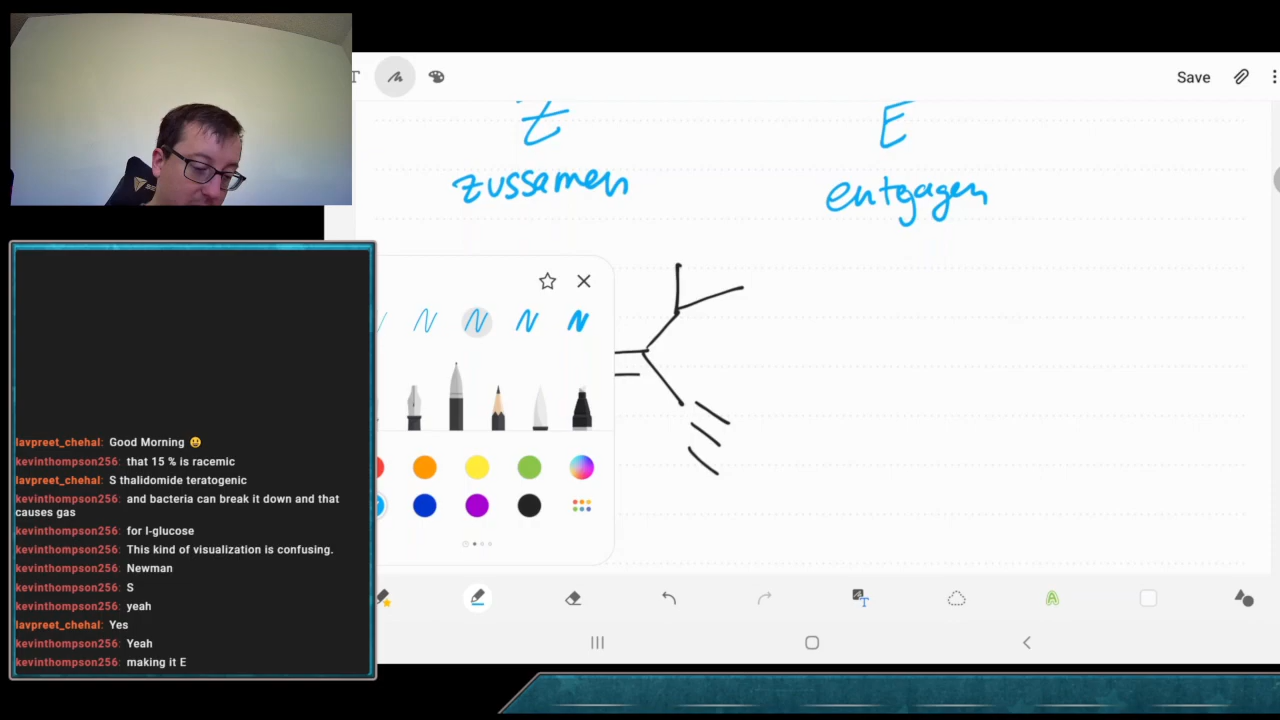 T
Save
Z
E
zussamen
entgagen
lavpreet_chehal: Good Morning 😃
kevinthompson256: that 15 % is racemic
lavpreet_chehal: S thalidomide teratogenic
kevinthompson256: and bacteria can break it down and that
causes gas
kevinthompson256: for l-glucose
kevinthompson256: This kind of visualization is confusing.
kevinthompson256: Newman
kevinthompson256: S
kevinthompson256: yeah
lavpreet_chehal: Yes
kevinthompson256: Yeah
kevinthompson256: making it E